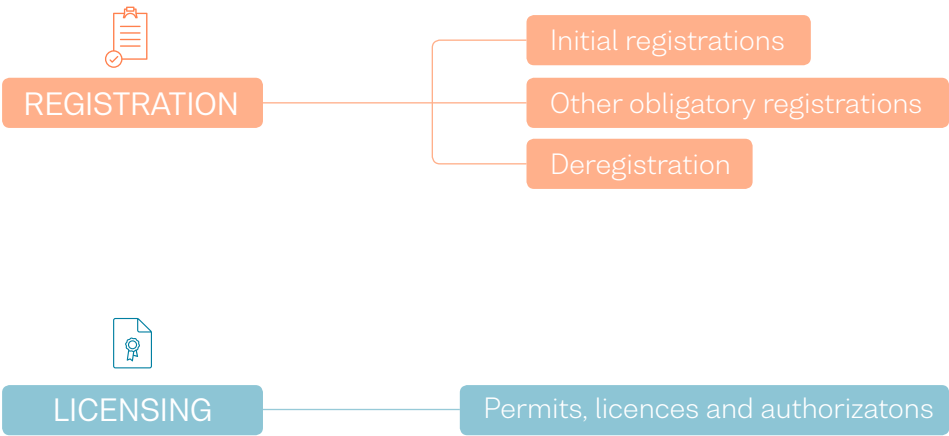 Initial registrations
REGISTRATION
Other obligatory registrations
Deregistration
LICENSING
Permits, licences and authorizatons